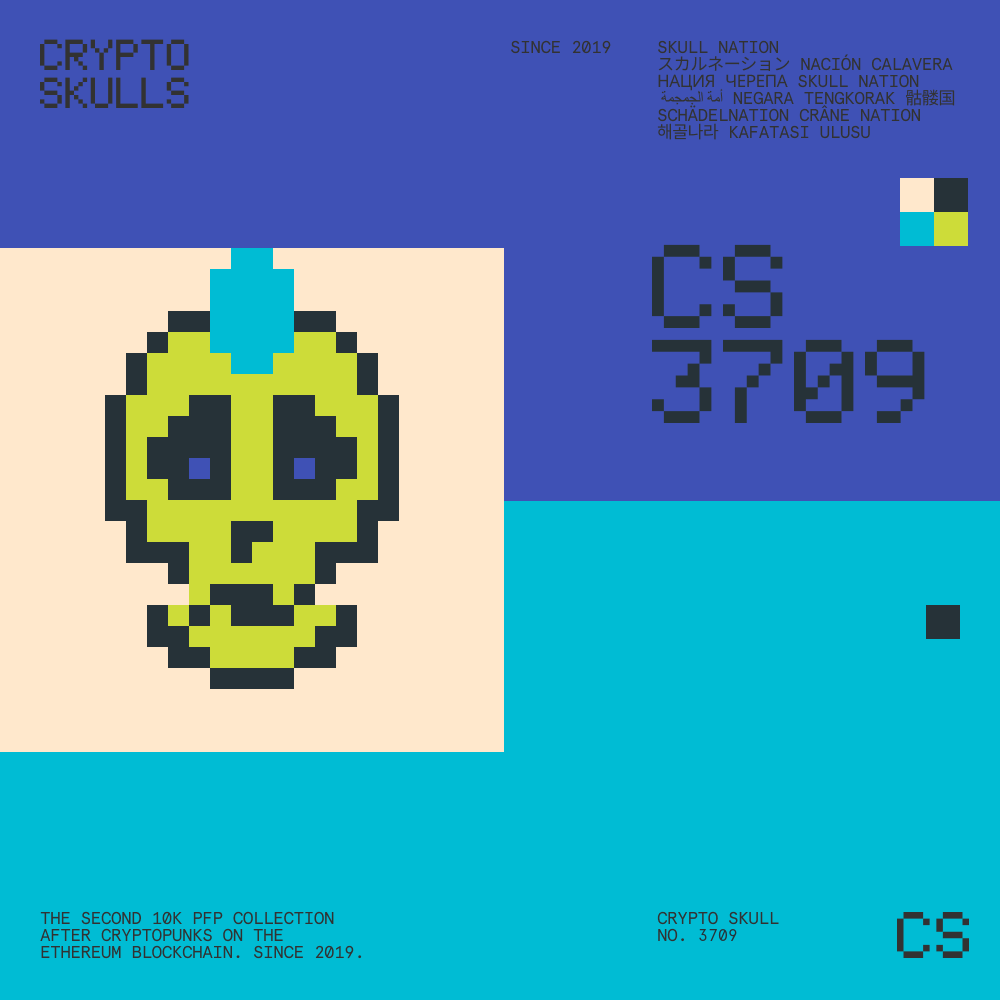 CRYPTO
SKULLS
SINCE 2019
SKULL NATION
スカルネーション NACIÓN CALAVERA
НАЦИЯ ЧЕРЕПА SKULL NATION
أمة الجمجمة NEGARA TENGKORAK 骷髅国
SCHÄDELNATION CRÂNE NATION
해골나라 KAFATASI ULUSU
CS
3709
THE SECOND 10K PFP COLLECTION
AFTER CRYPTOPUNKS ON THE
ETHEREUM BLOCKCHAIN. SINCE 2019.
CRYPTO SKULL
NO. 3709
CS